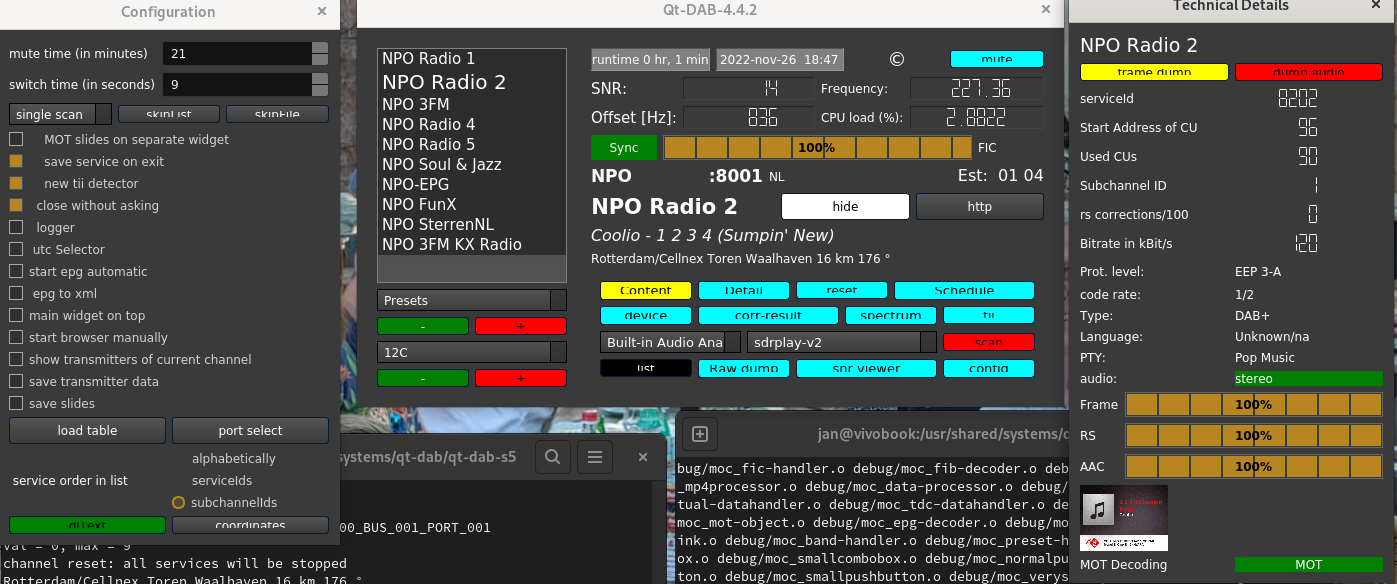 Configuration
mute time (in minutes) 21
switch time (in seconds) 9
single scan skipList skipFile
MOT slides on separate widget
save service on exit
new tii detector
close without asking
logger
utc Selector
start epg automatic
epg to xml
main widget on top
start browser manually
show transmitters of current channel
save transmitter data
save slides
load table port select
alphabetically
service order in list serviceIds
subchannelIds
dll ext coordinates
Qt-DAB-4.4.2
NPO Radio 1
NPO Radio 2
NPO 3FM
NPO Radio 4
NPO Radio 5
NPO Soul & Jazz
NPO-EPG
NPO FunX
NPO SterrenNL
NPO 3FM KX Radio
Presets
- +
12C
- +
runtime 0 hr, 1 min 2022-nov-26 18:47 © mute
SNR: 14 Frequency: 227.36
Offset [Hz]: 836 CPU load (%): 2.8822
Sync 100% FIC
NPO :8001 NL Est: 01 04
NPO Radio 2 hide http
Coolio - 1 2 3 4 (Sumpin' New)
Rotterdam/Cellnex Toren Waalhaven 16 km 176 °
Content Detail reset Schedule
device corr-result spectrum tii
Built-in Audio Ana sdrplay-v2 scan
list Raw dump snr viewer config
Technical Details
NPO Radio 2
frame dump dump audio
serviceId 8202
Start Address of CU 96
Used CUs 90
Subchannel ID 1
rs corrections/100 0
Bitrate in kBit/s 120
Prot. level: EEP 3-A
code rate: 1/2
Type: DAB+
Language: Unknown/na
PTY: Pop Music
audio: stereo
Frame 100%
RS 100%
AAC 100%
MOT Decoding MOT
systems/qt-dab/qt-dab-s5
00_BUS_001_PORT_001
val = 0, max = 9
channel reset: all services will be stopped
Rotterdam/Cellnex Toren Waalhaven 16 km 176 °
jan@vivobook:/usr/shared/systems/
bug/moc_fic-handler.o debug/moc_fib-decoder.o deb
_mp4processor.o debug/moc_data-processor.o
tual-datahandler.o debug/moc_tdc-datahandler.o
moc_mot-object.o debug/moc_epg-decoder.o
ink.o debug/moc_band-handler.o debug/moc_preset-h
ox.o debug/moc_smallcombobox.o debug/moc_normalpu
ton.o debug/moc_smallpushbutton.o debug/moc_verys